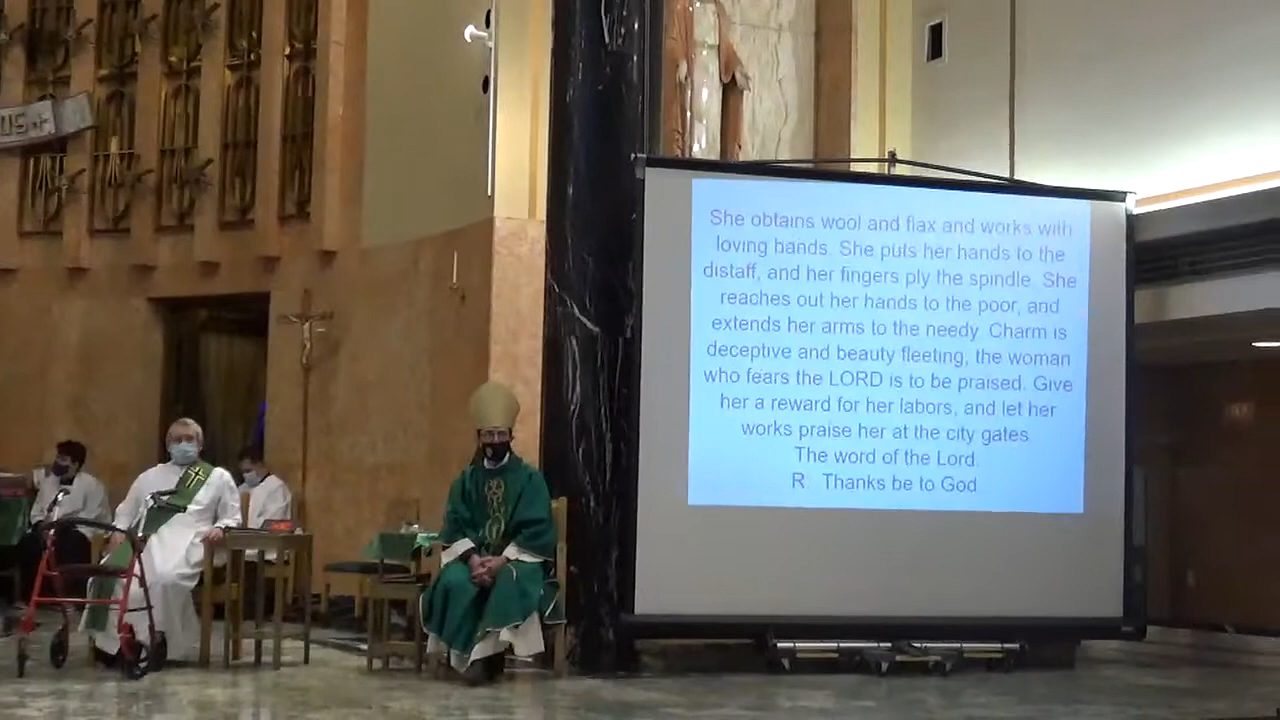 US+
She obtains wool and flax and works with
loving hands. She puts her hands to the
distaff, and her fingers ply the spindle. She
reaches out her hands to the poor, and
extends her arms to the needy. Charm is
deceptive and beauty fleeting, the woman
who fears the LORD is to be praised. Give
her a reward for her labors, and let her
works praise her at the city gates
The word of the Lord.
R. Thanks be to God